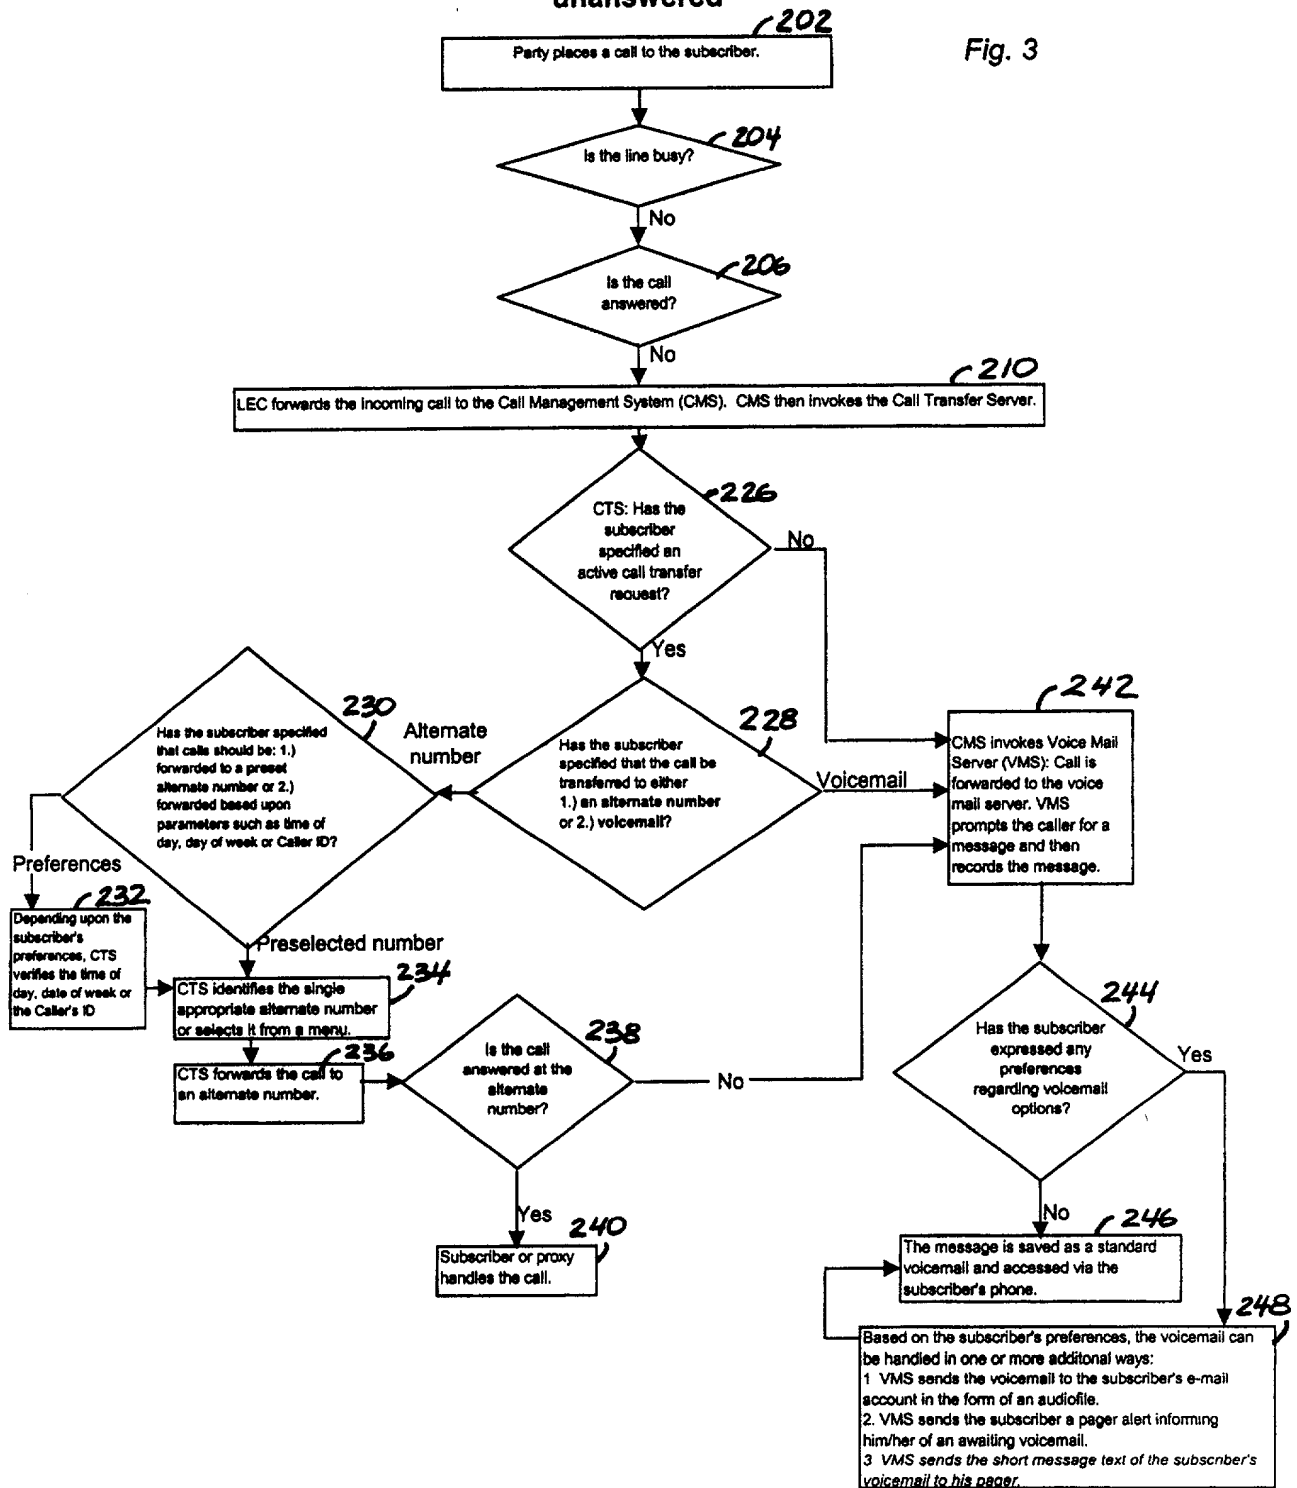 unanswered
202
Party places a call to the subscriber.
Fig. 3
204
Is the line busy?
No
206
Is the call
answered?
No
210
LEC forwards the incoming call to the Call Management System (CMS). CMS then invokes the Call Transfer Server.
226
CTS: Has the
subscriber
specified an
active call transfer
request?
No
Yes
230
Has the subscriber specified
that calls should be: 1.)
forwarded to a preset
alternate number or 2.)
forwarded based upon
parameters such as time of
day, day of week or Caller ID?
Alternate
number
228
Has the subscriber
specified that the call be
transferred to either
1.) an alternate number
or 2.) voicemail?
Voicemail
242
CMS invokes Voice Mail
Server (VMS): Call is
forwarded to the voice
mail server. VMS
prompts the caller for a
message and then
records the message.
Preferences
232
Depending upon the
subscriber's
preferences, CTS
verifies the time of
day, date of week or
the Caller's ID
Preselected number
234
CTS identifies the single
appropriate alternate number
or selects it from a menu.
236
CTS forwards the call to
an alternate number.
238
Is the call
answered at the
alternate
number?
No
Yes
240
Subscriber or proxy
handles the call.
244
Has the subscriber
expressed any
preferences
regarding voicemail
options?
Yes
No
246
The message is saved as a standard
voicemail and accessed via the
subscriber's phone.
248
Based on the subscriber's preferences, the voicemail can
be handled in one or more additonal ways:
1 VMS sends the voicemail to the subscriber's e-mail
account in the form of an audiofile.
2. VMS sends the subscriber a pager alert informing
him/her of an awaiting voicemail.
3 VMS sends the short message text of the subscriber's
voicemail to his pager.